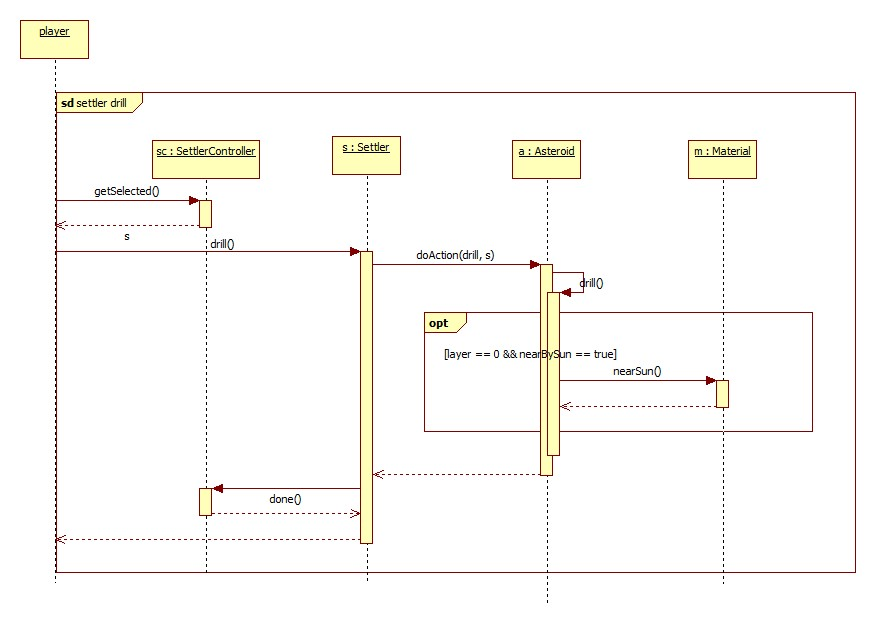 player
sd settler drill
sc : SettlerController
s : Settler
a : Asteroid
m : Material
getSelected()
s
drill()
doAction(drill, s)
drill()
opt
[layer == 0 && nearBySun == true]
nearSun()
done()